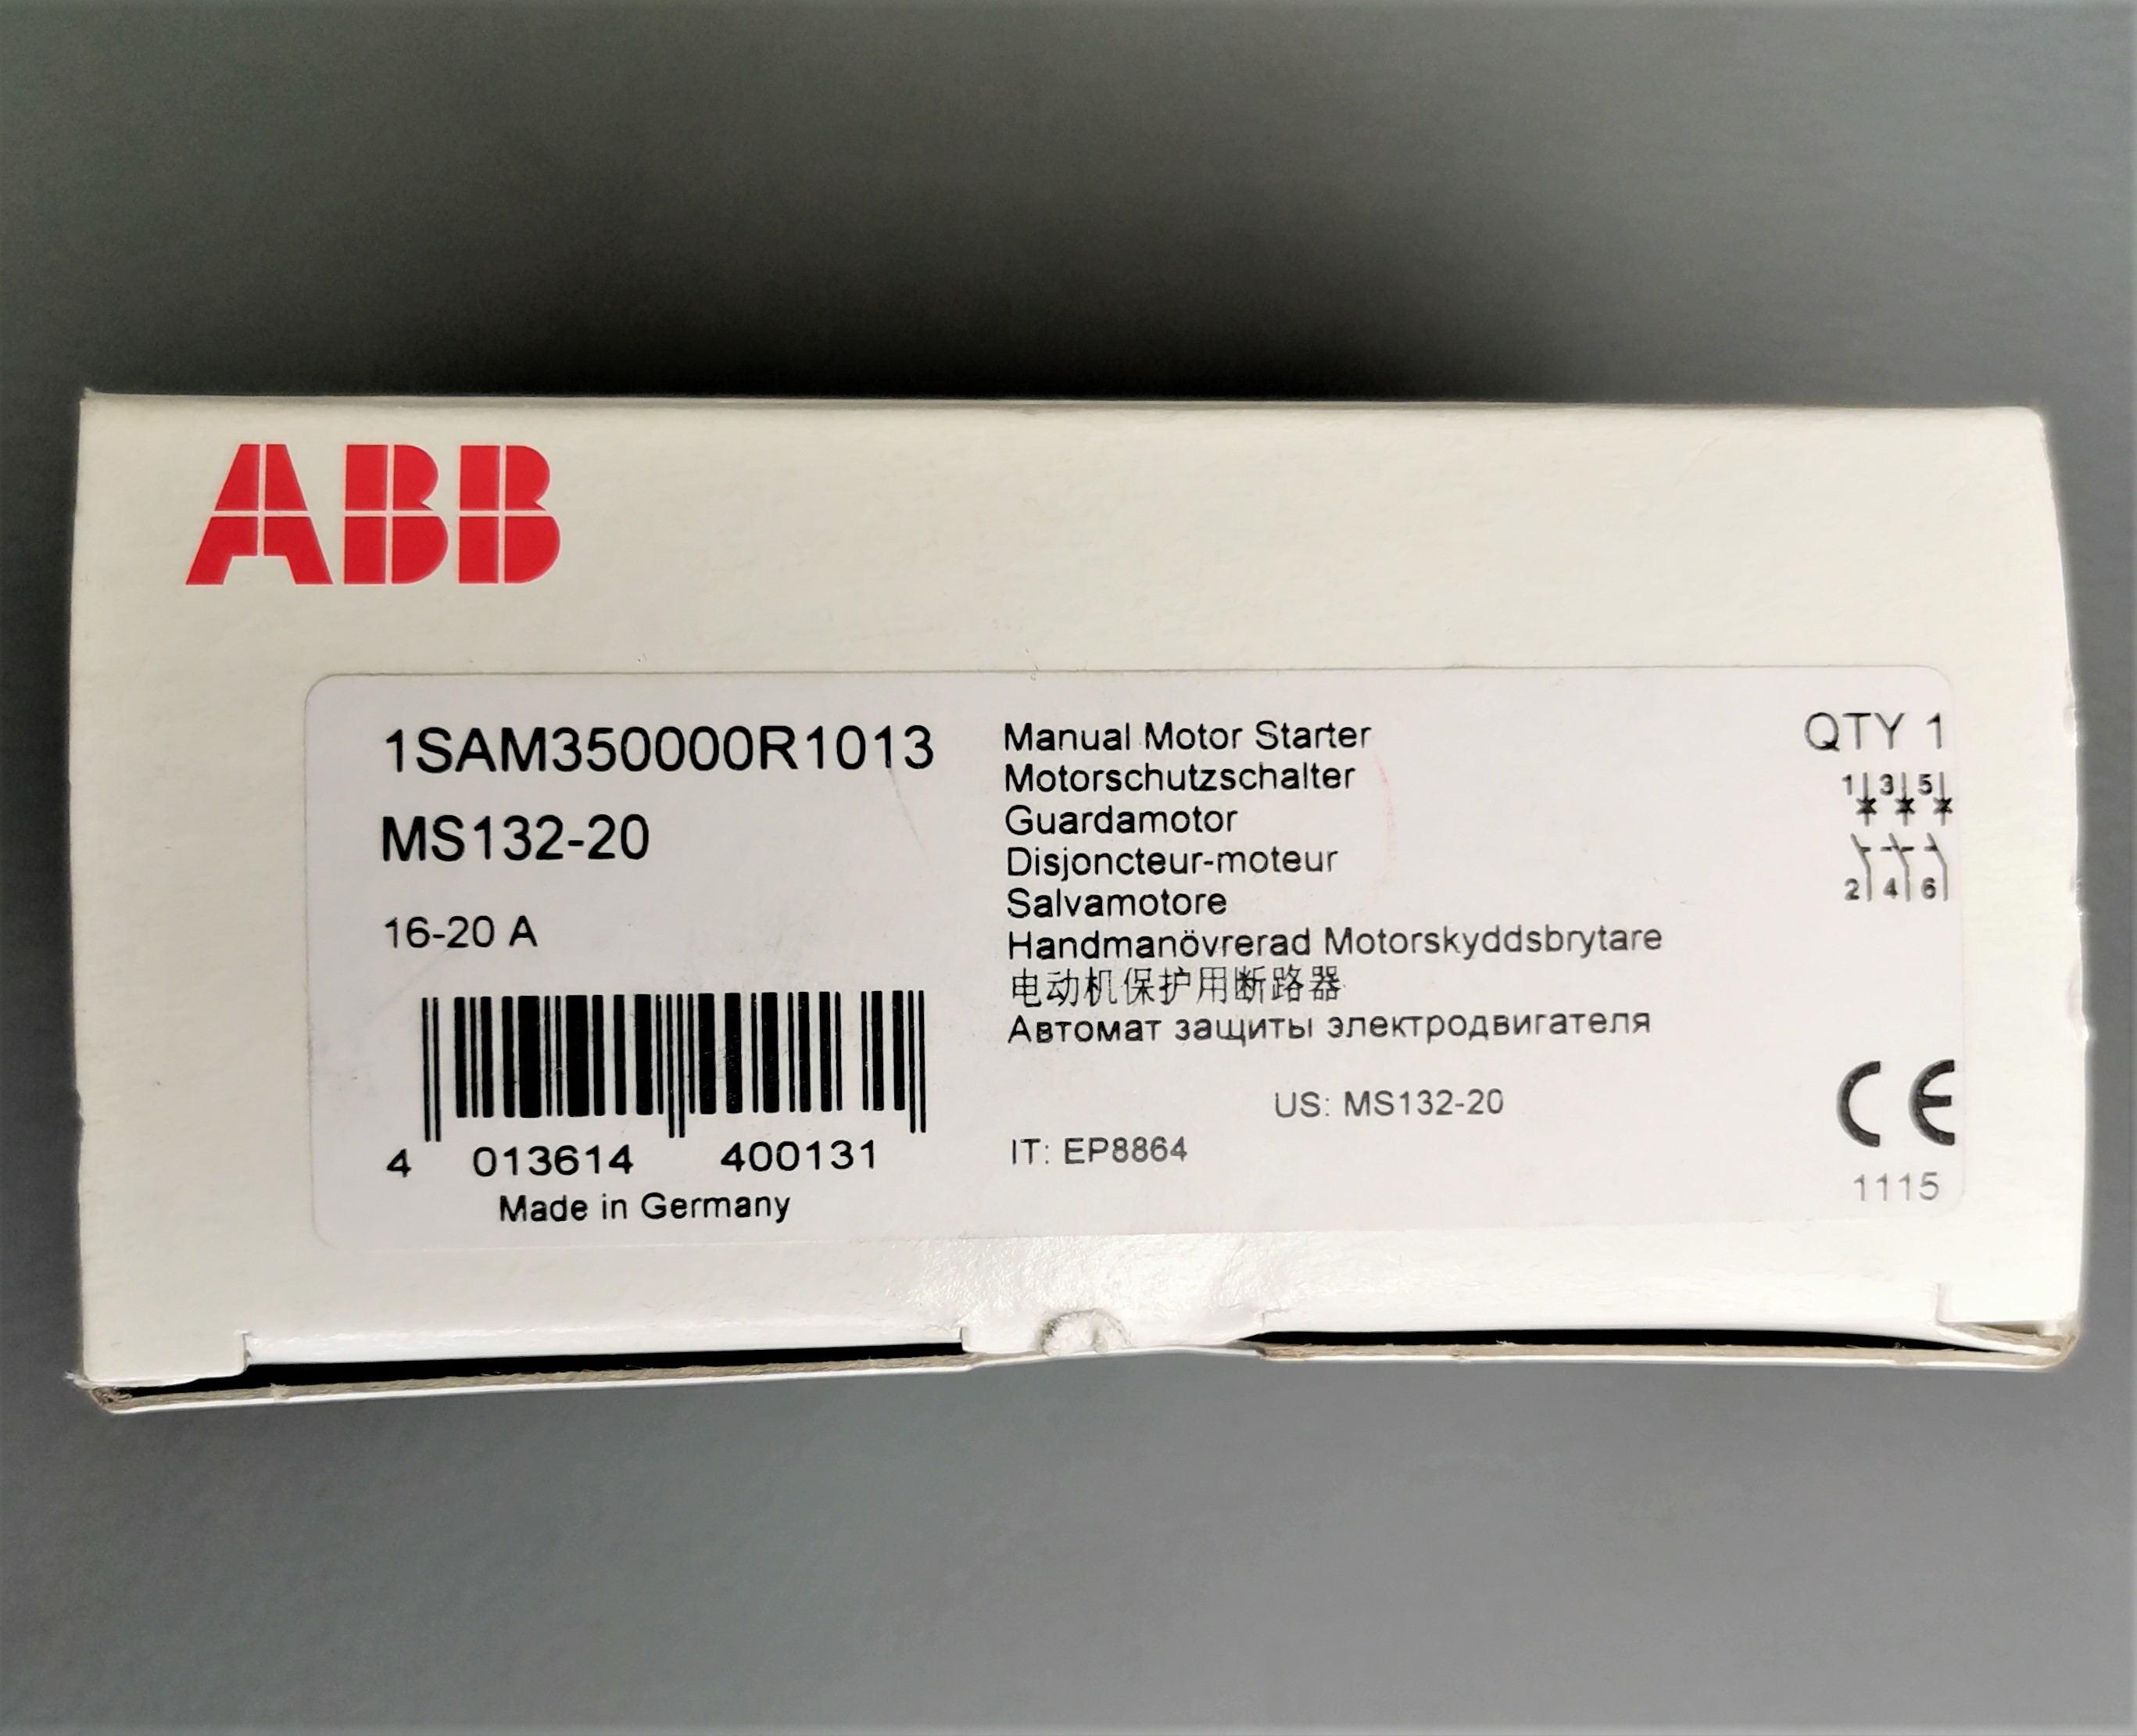 ABB
1SAM350000R1013
MS132-20
16-20 A
4 013614 400131
Made in Germany
Manual Motor Starter
Motorschutzschalter
Guardamotor
Disjoncteur-moteur
Salvamotore
Handmanövrerad Motorskyddsbrytare
电动机保护用断路器
Автомат защиты электродвигателя
US: MS132-20
IT: EP8864
QTY 1
1 3 5
2 4 6
CE
1115